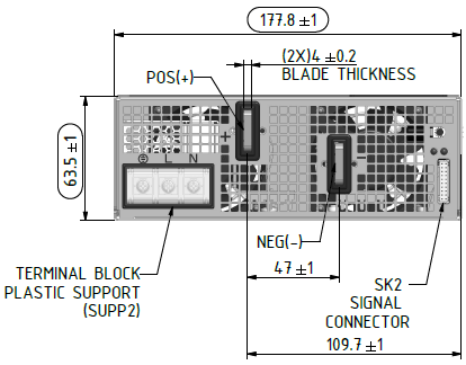 177.8 ±1
(2X)4 ±0.2
BLADE THICKNESS
POS(+)
63.5 ±1
+
−
L N
NEG(-)
47 ±1
TERMINAL BLOCK
PLASTIC SUPPORT
(SUPP2)
SK2
SIGNAL
CONNECTOR
109.7 ±1